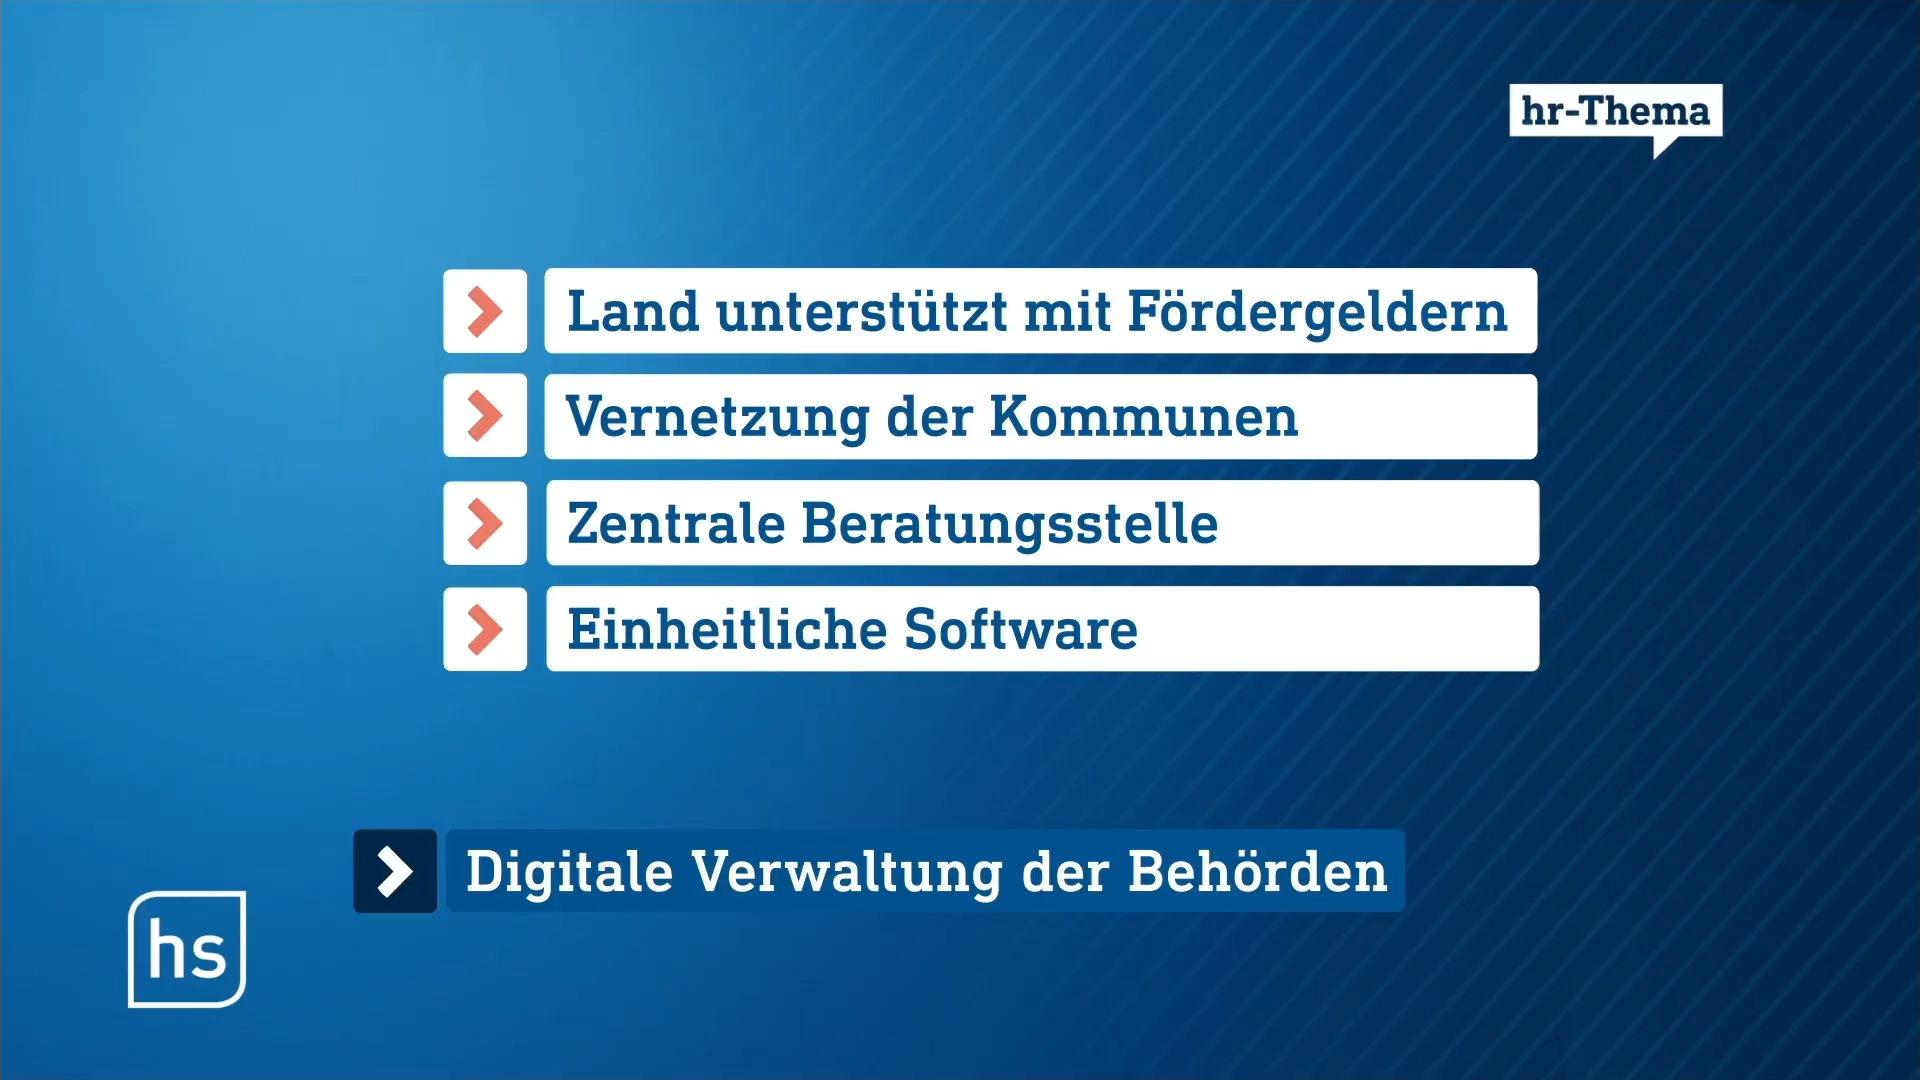 hr-Thema
Land unterstützt mit Fördergeldern
Vernetzung der Kommunen
Zentrale Beratungsstelle
Einheitliche Software
Digitale Verwaltung der Behörden
hs